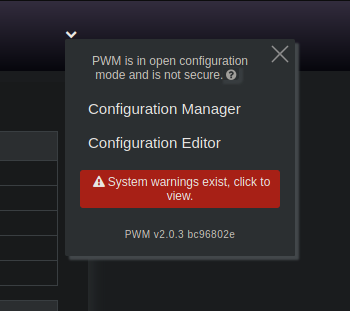 PWM is in open configuration
mode and is not secure.
Configuration Manager
Configuration Editor
System warnings exist, click to
view.
PWM v2.0.3 bc96802e